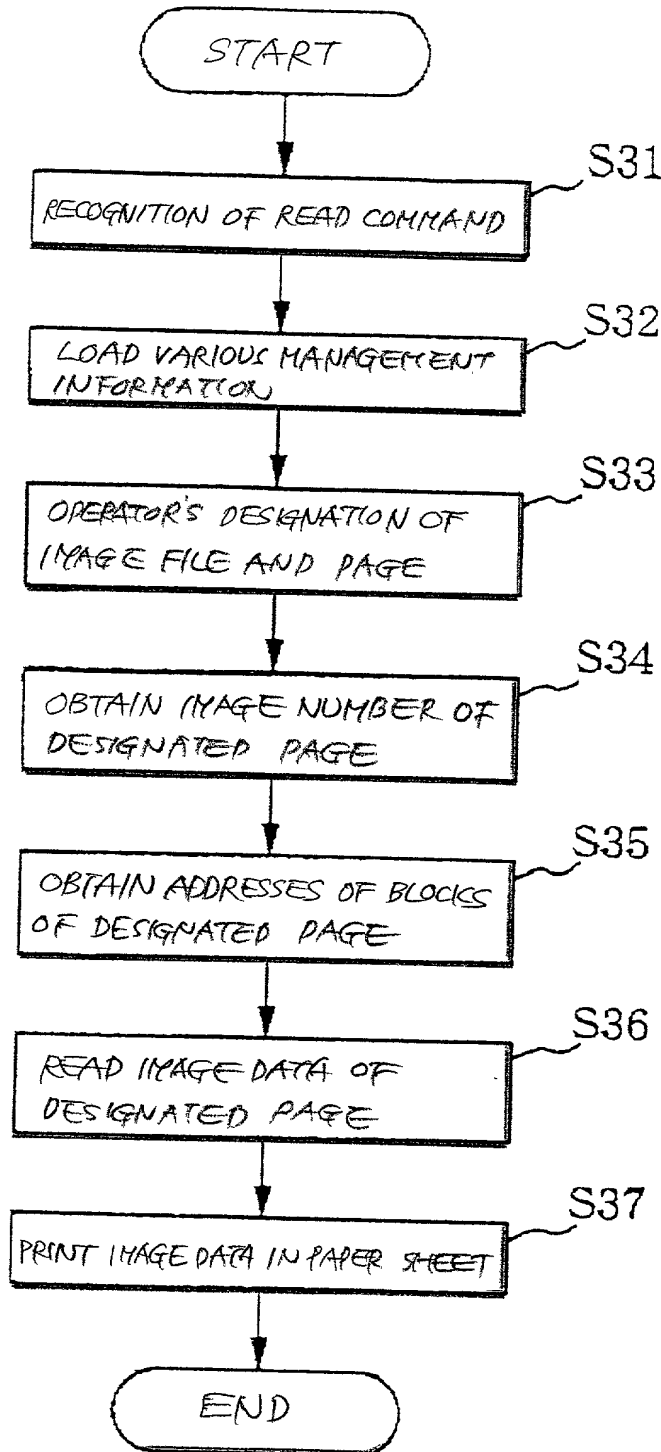 START
S31
RECOGNITION OF READ COMMAND
S32
LOAD VARIOUS MANAGEMENT
INFORMATION
S33
OPERATOR'S DESIGNATION OF
IMAGE FILE AND PAGE
S34
OBTAIN IMAGE NUMBER OF
DESIGNATED PAGE
S35
OBTAIN ADDRESSES OF BLOCKS
OF DESIGNATED PAGE
S36
READ IMAGE DATA OF
DESIGNATED PAGE
S37
PRINT IMAGE DATA IN PAPER SHEET
END